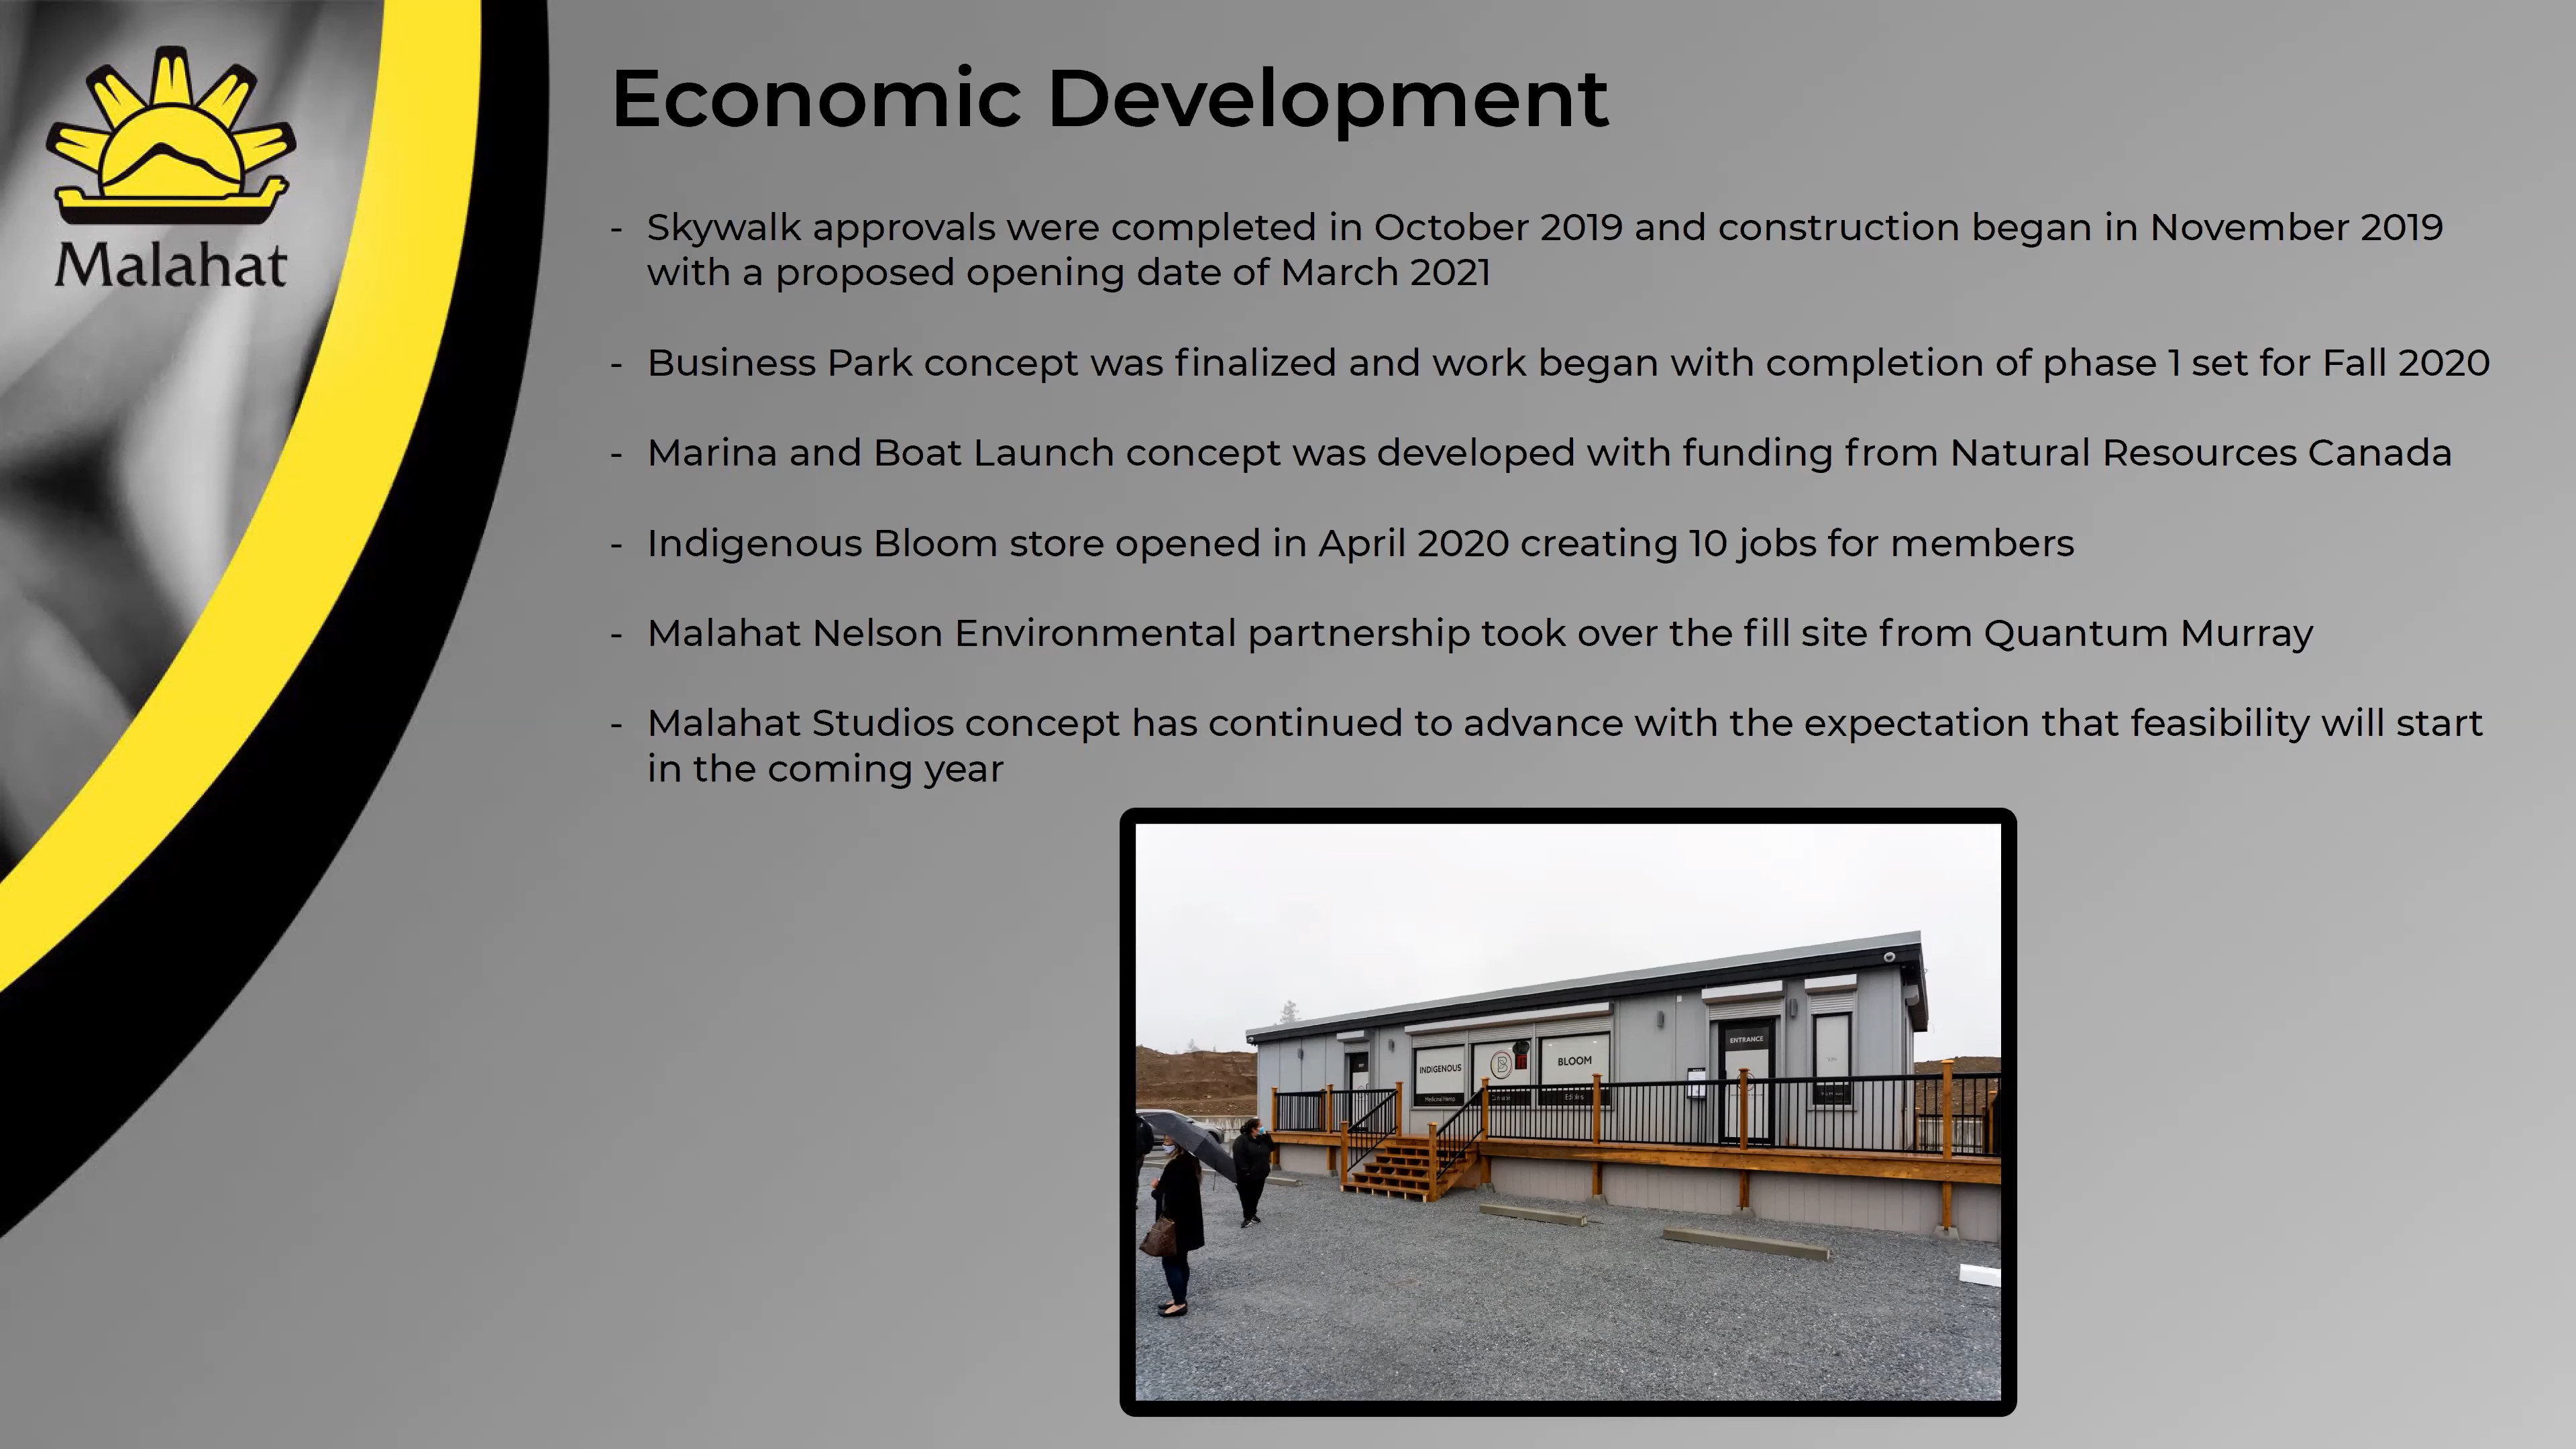 Malahat
Economic Development
- Skywalk approvals were completed in October 2019 and construction began in November 2019
with a proposed opening date of March 2021
- Business Park concept was finalized and work began with completion of phase 1 set for Fall 2020
- Marina and Boat Launch concept was developed with funding from Natural Resources Canada
- Indigenous Bloom store opened in April 2020 creating 10 jobs for members
- Malahat Nelson Environmental partnership took over the fill site from Quantum Murray
- Malahat Studios concept has continued to advance with the expectation that feasibility will start
in the coming year
ENTRANCE
INDIGENOUS
B
BLOOM
Medicinal Hemp
Edibles